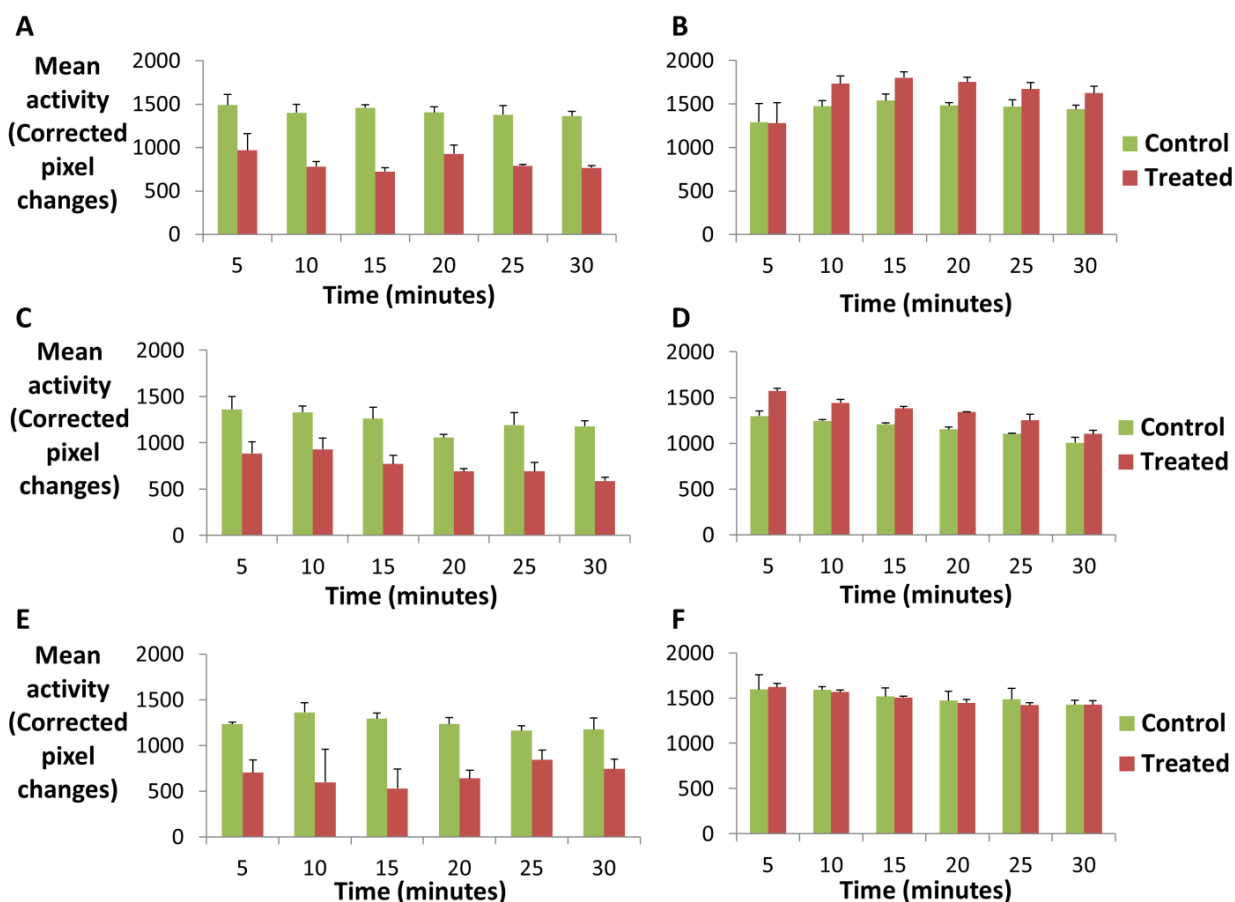 A
Mean
activity
(Corrected
pixel
changes)
2000
1500
1000
500
0
5 10 15 20 25 30
Time (minutes)
B
2000
1500
1000
500
0
5 10 15 20 25 30
Time (minutes)
Control
Treated
C
Mean
activity
(Corrected
pixel
changes)
2000
1500
1000
500
0
5 10 15 20 25 30
Time (minutes)
D
2000
1500
1000
500
0
5 10 15 20 25 30
Time (minutes)
Control
Treated
E
Mean
activity
(Corrected
pixel
changes)
2000
1500
1000
500
0
5 10 15 20 25 30
Time (minutes)
F
2000
1500
1000
500
0
5 10 15 20 25 30
Time (minutes)
Control
Treated